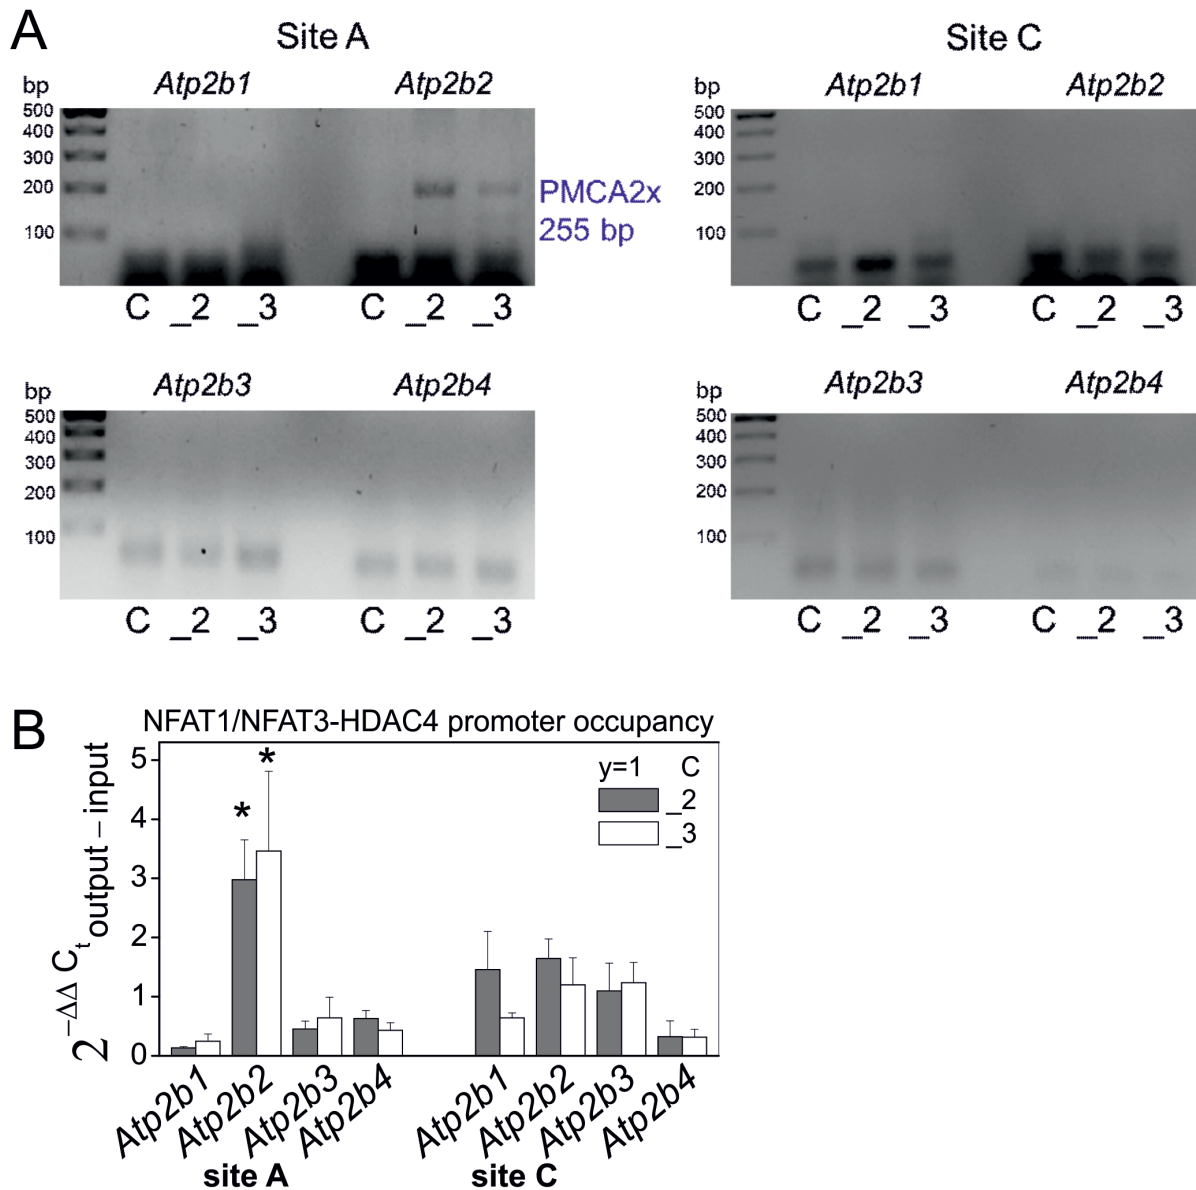 A
Site A
Site C
bp
Atp2b1
Atp2b2
500
400
300
200
100
PMCA2x
255 bp
C _2 _3 C _2 _3
bp
Atp2b1
Atp2b2
500
400
300
200
100
C _2 _3 C _2 _3
bp
Atp2b3
Atp2b4
500
400
300
200
100
C _2 _3 C _2 _3
bp
Atp2b3
Atp2b4
500
400
300
200
100
C _2 _3 C _2 _3
B
NFAT1/NFAT3-HDAC4 promoter occupancy
2^−ΔΔ C_t output – input
5
4
3
2
1
0
* *
y=1 C
_2
_3
Atp2b1 Atp2b2 Atp2b3 Atp2b4 Atp2b1 Atp2b2 Atp2b3 Atp2b4
site A site C